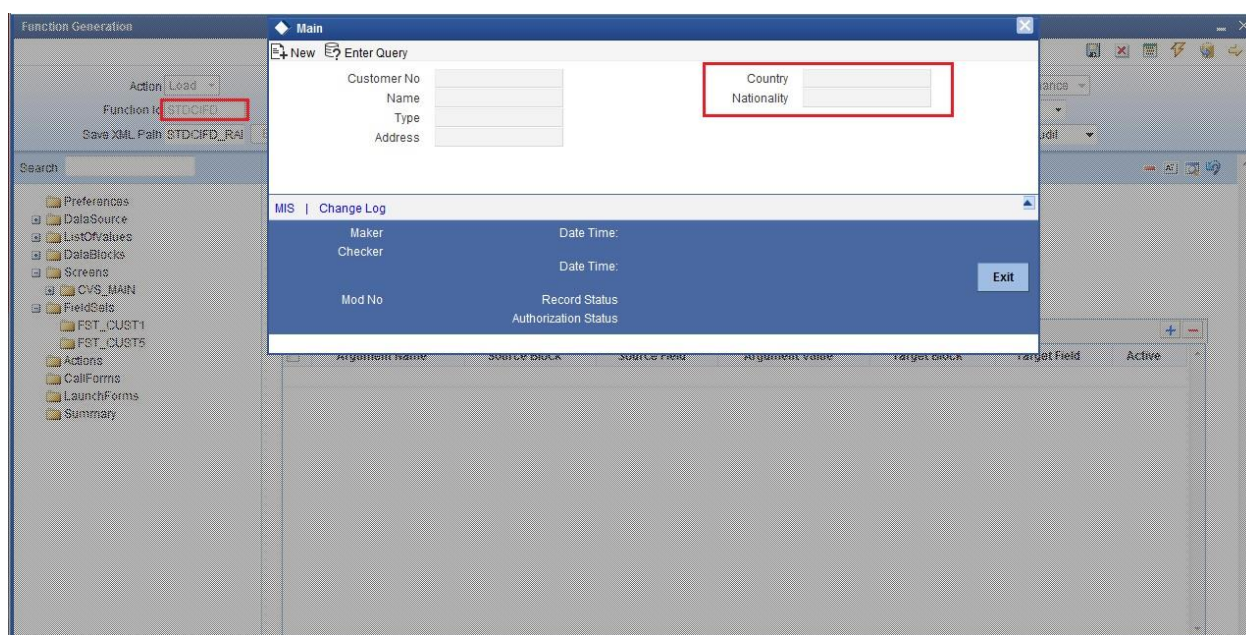 Function Generation
Main
New Enter Query
Customer No
Country
Name
Nationality
Type
Address
Action Load
Function Id STDCIFD
Save XML Path STDCIFD_RAI
Search
Preferences
DataSource
ListOfValues
DataBlocks
Screens
CVS_MAIN
FieldSets
FST_CUST1
FST_CUST5
Actions
CallForms
LaunchForms
Summary
MIS | Change Log
Maker Date Time:
Checker
Date Time:
Exit
Mod No Record Status
Authorization Status
Argument Name Source Block Source Field Argument Value Target Block Target Field Active